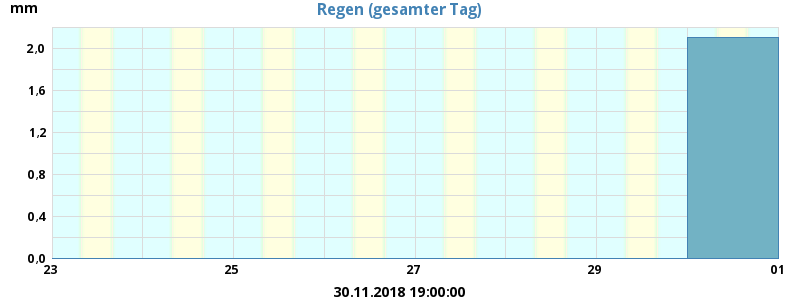 mm
Regen (gesamter Tag)
2,0
1,6
1,2
0,8
0,4
0,0
23 25 27 29 01
30.11.2018 19:00:00